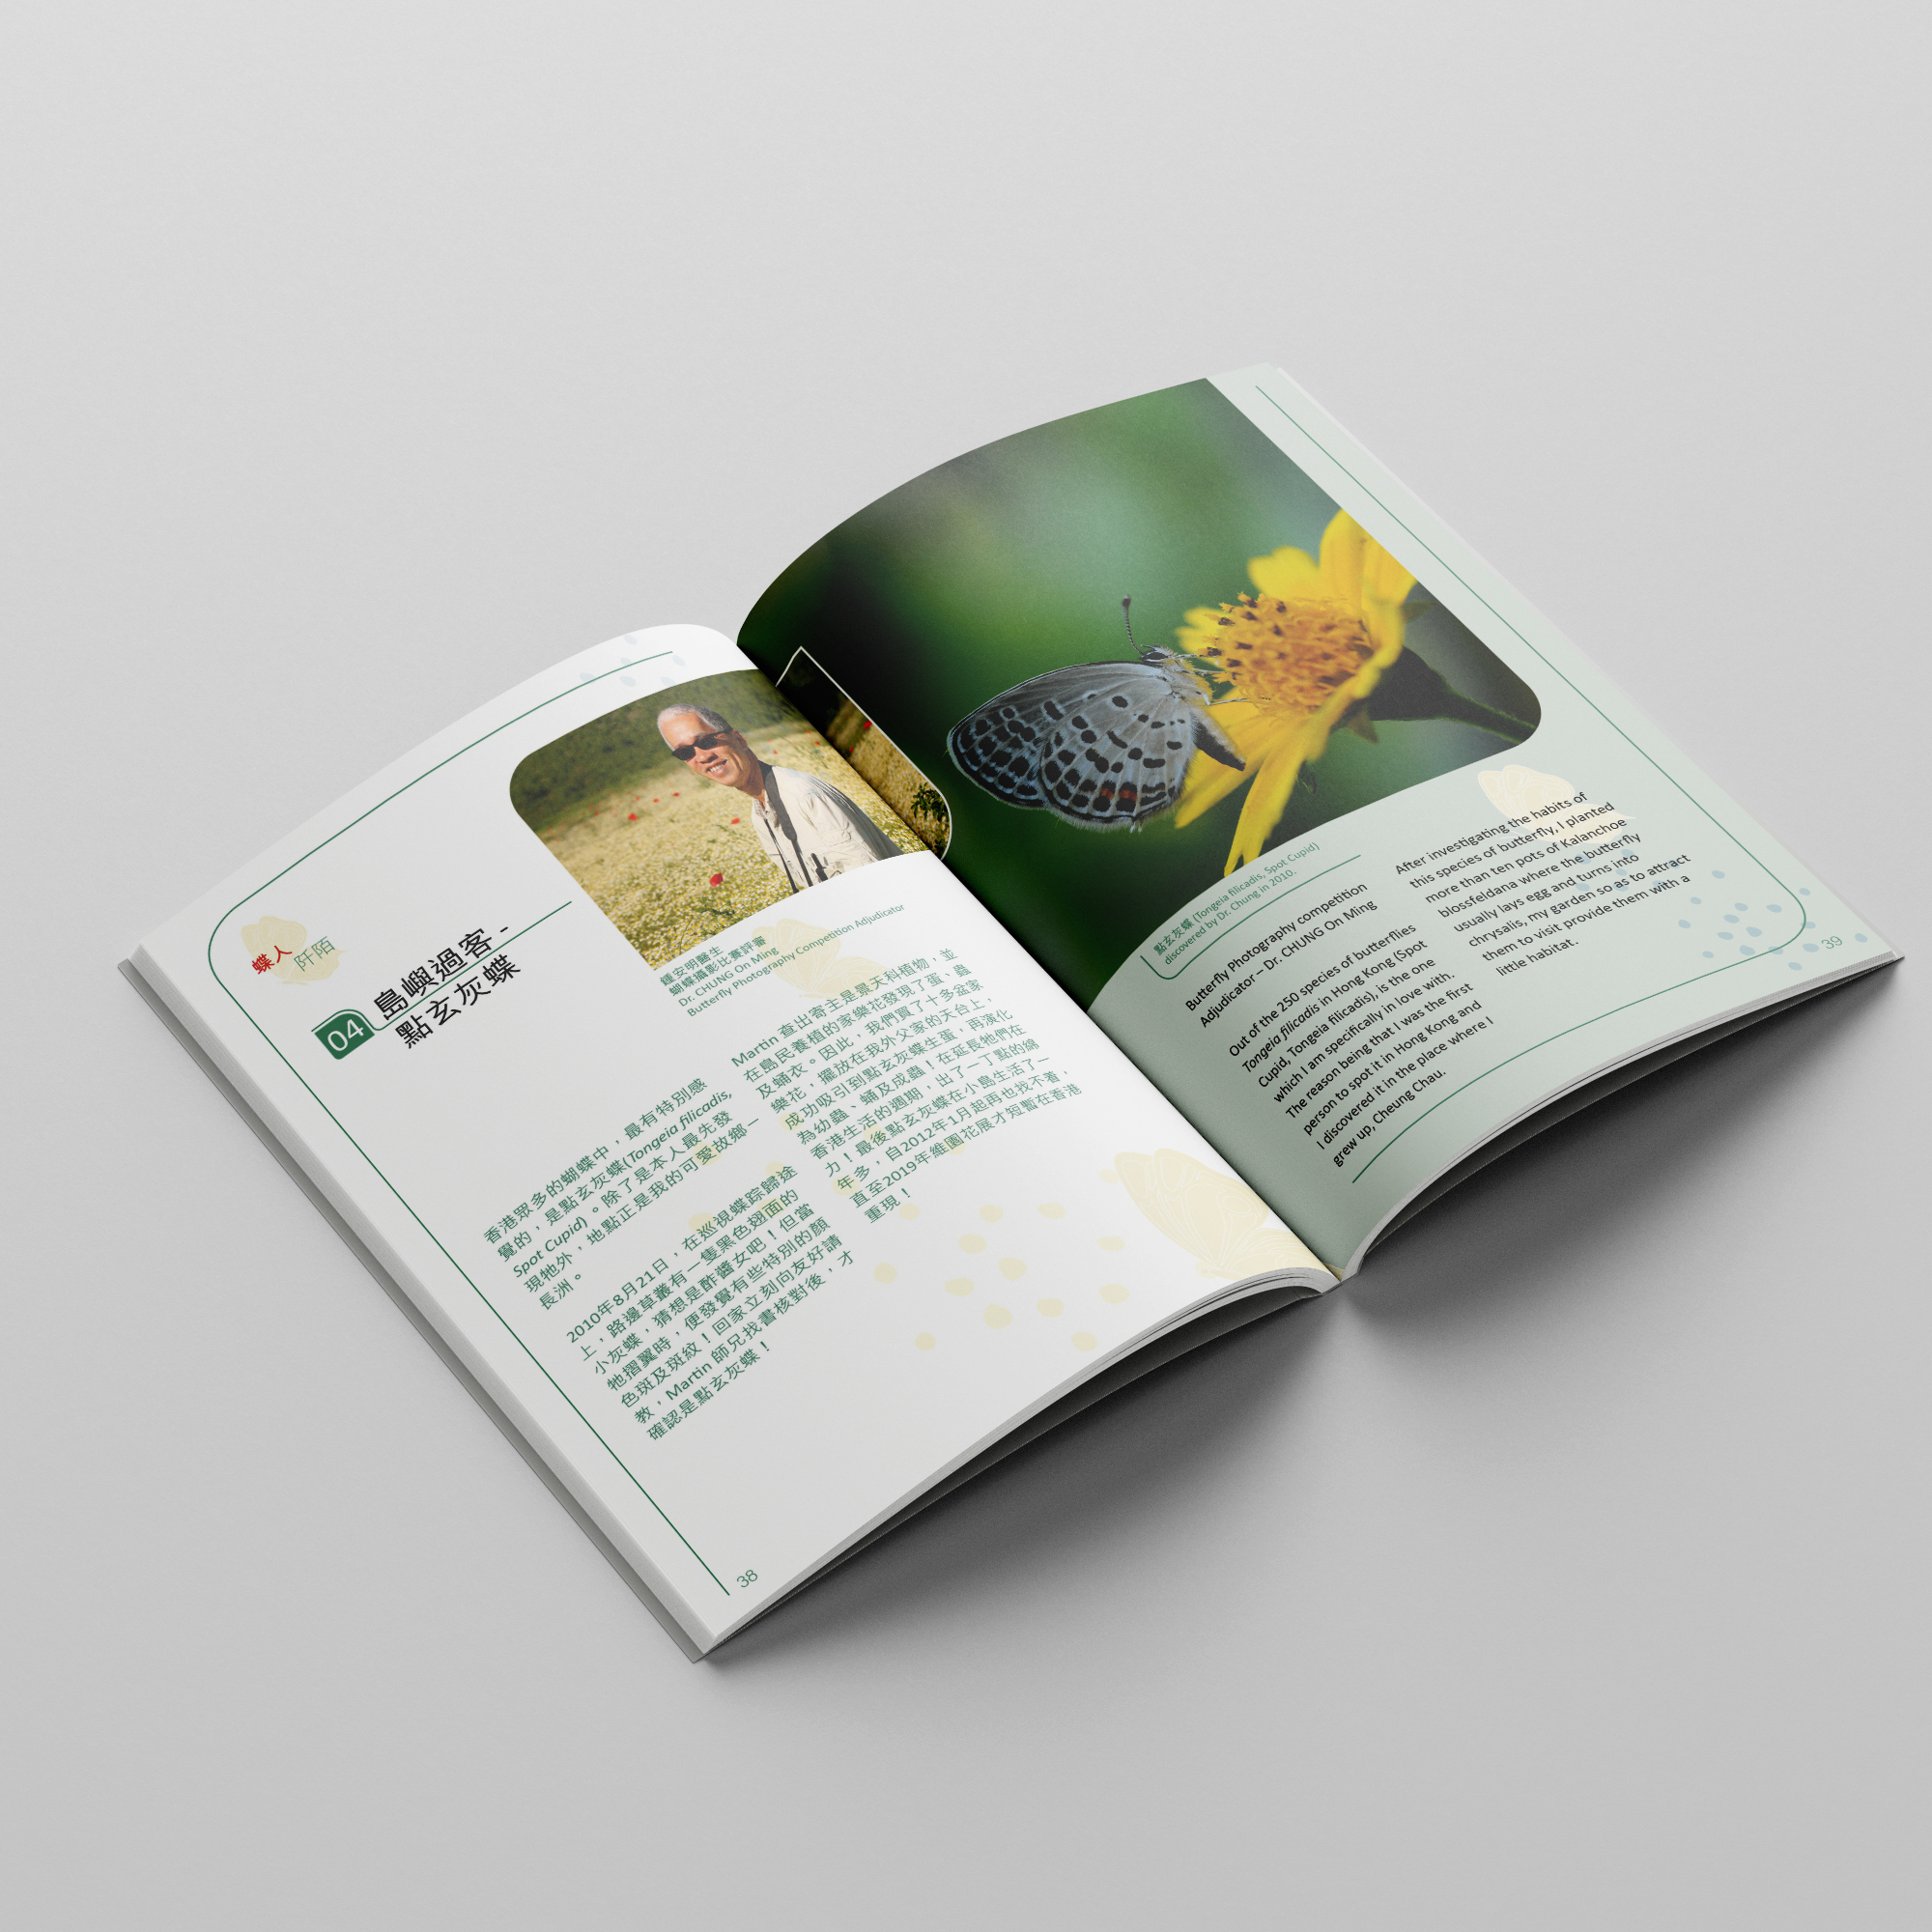 蝶人
阡陌
04
島嶼過客 -
點玄灰蝶
鍾安明醫生
蝴蝶攝影比賽評審
Dr. CHUNG On Ming
Butterfly Photography Competition Adjudicator
香港眾多的蝴蝶中，最有特別感
覺的，是點玄灰蝶(Tongeia filicadis,
Spot Cupid) 。除了是本人最先發
現牠外，地點正是我的可愛故鄉－
長洲。
2010年8月21日，在巡視蝶踪歸途
上，路邊草叢有一隻黑色翅面的
小灰蝶，猜想是酢醬女吧！但當
牠摺翼時，便發覺有些特別的顏
色斑及斑紋！回家立刻向友好請
教，Martin 師兄找書核對後，才
確認是點玄灰蝶！
Martin 查出寄主是景天科植物，並
在島民養植的家樂花發現了蛋、蟲
及蛹衣。因此，我們買了十多盆家
樂花，擺放在我外父家的天台上，
成功吸引到點玄灰蝶生蛋，再演化
為幼蟲、蛹及成蟲！在延長牠們在
香港生活的週期，出了一丁點的綿
力！最後點玄灰蝶在小島生活了一
年多，自2012年1月起再也找不着，
直至2019年維園花展才短暫在香港
重現！
38
點玄灰蝶 (Tongeia filicadis, Spot Cupid)
discovered by Dr. Chung in 2010.
Butterfly Photography competition
Adjudicator – Dr. CHUNG On Ming
Out of the 250 species of butterflies
Tongeia filicadis in Hong Kong (Spot
Cupid, Tongeia filicadis), is the one
which I am specifically in love with.
The reason being that I was the first
person to spot it in Hong Kong and
I discovered it in the place where I
grew up, Cheung Chau.
After investigating the habits of
this species of butterfly, I planted
more than ten pots of Kalanchoe
blossfeldana where the butterfly
usually lays egg and turns into
chrysalis, my garden so as to attract
them to visit provide them with a
little habitat.
39